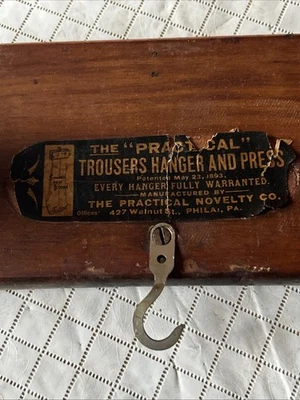 THE "PRACTICAL"
TROUSERS HANGER AND PRESS
Patented May 23, 1893.
EVERY HANGER FULLY WARRANTED.
MANUFACTURED BY
THE PRACTICAL NOVELTY CO.
Offices 427 Walnut St., PHILA., PA.